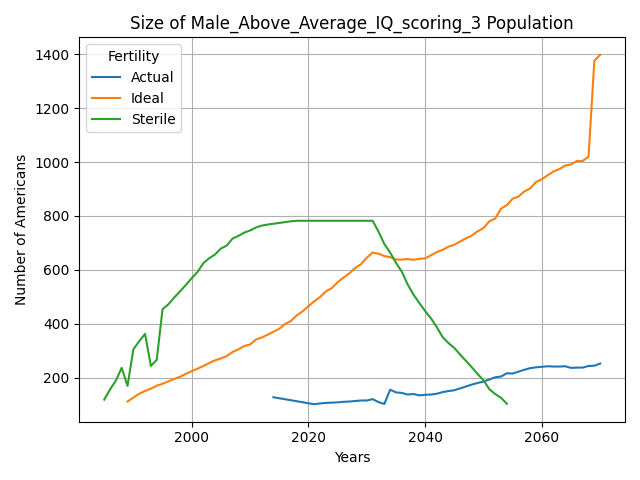 Size of Male_Above_Average_IQ_scoring_3 Population
Fertility
Actual
Ideal
Sterile
Number of Americans
1400
1200
1000
800
600
400
200
2000
2020
2040
2060
Years